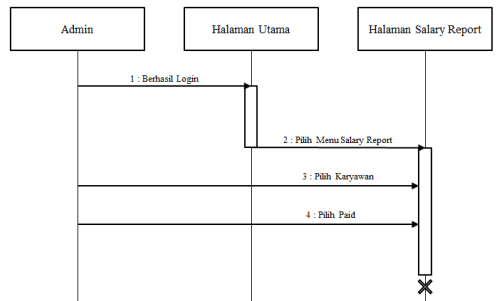 Admin
Halaman Utama
Halaman Salary Report
1 : Berhasil Login
2 : Pilih Menu Salary Report
3 : Pilih Karyawan
4 : Pilih Paid